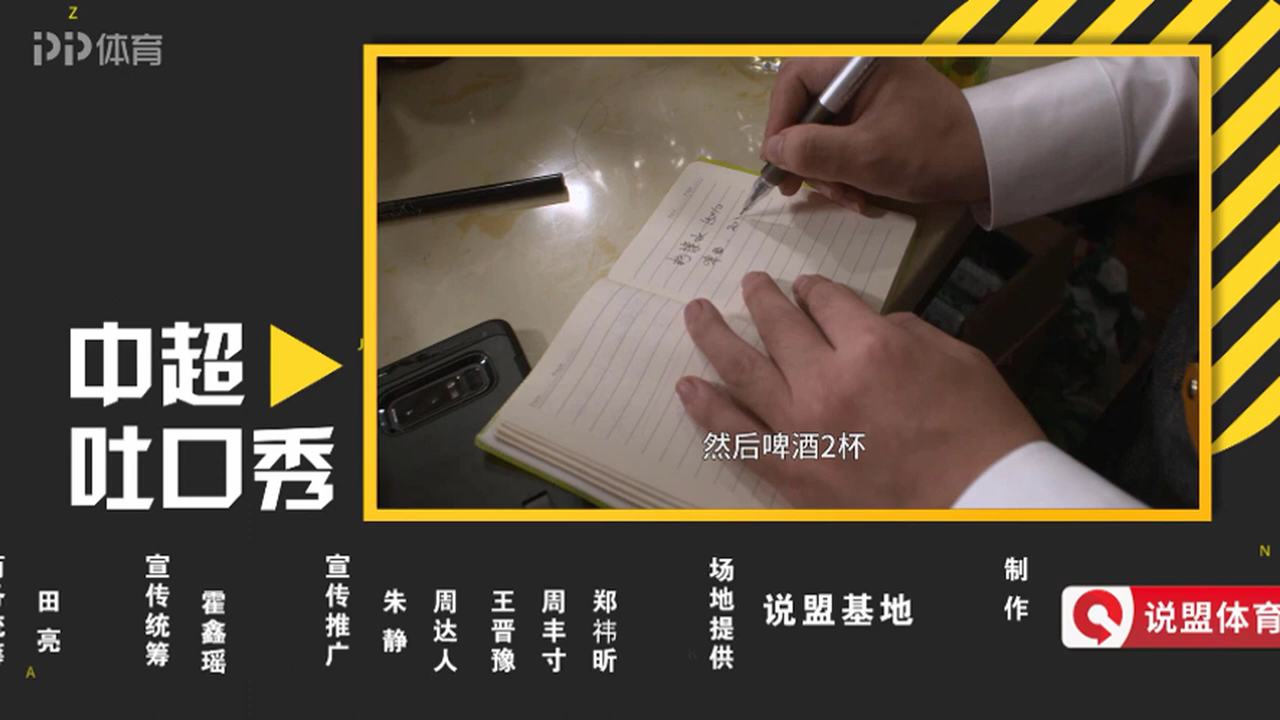 Z
PP体育
中超
吐口秀
然后啤酒2杯
田亮
宣传统筹
霍鑫瑶
宣传推广
朱静
周达人
王晋豫
周丰寸
郑祎昕
场地提供
说盟基地
制作
说盟体育
N
A